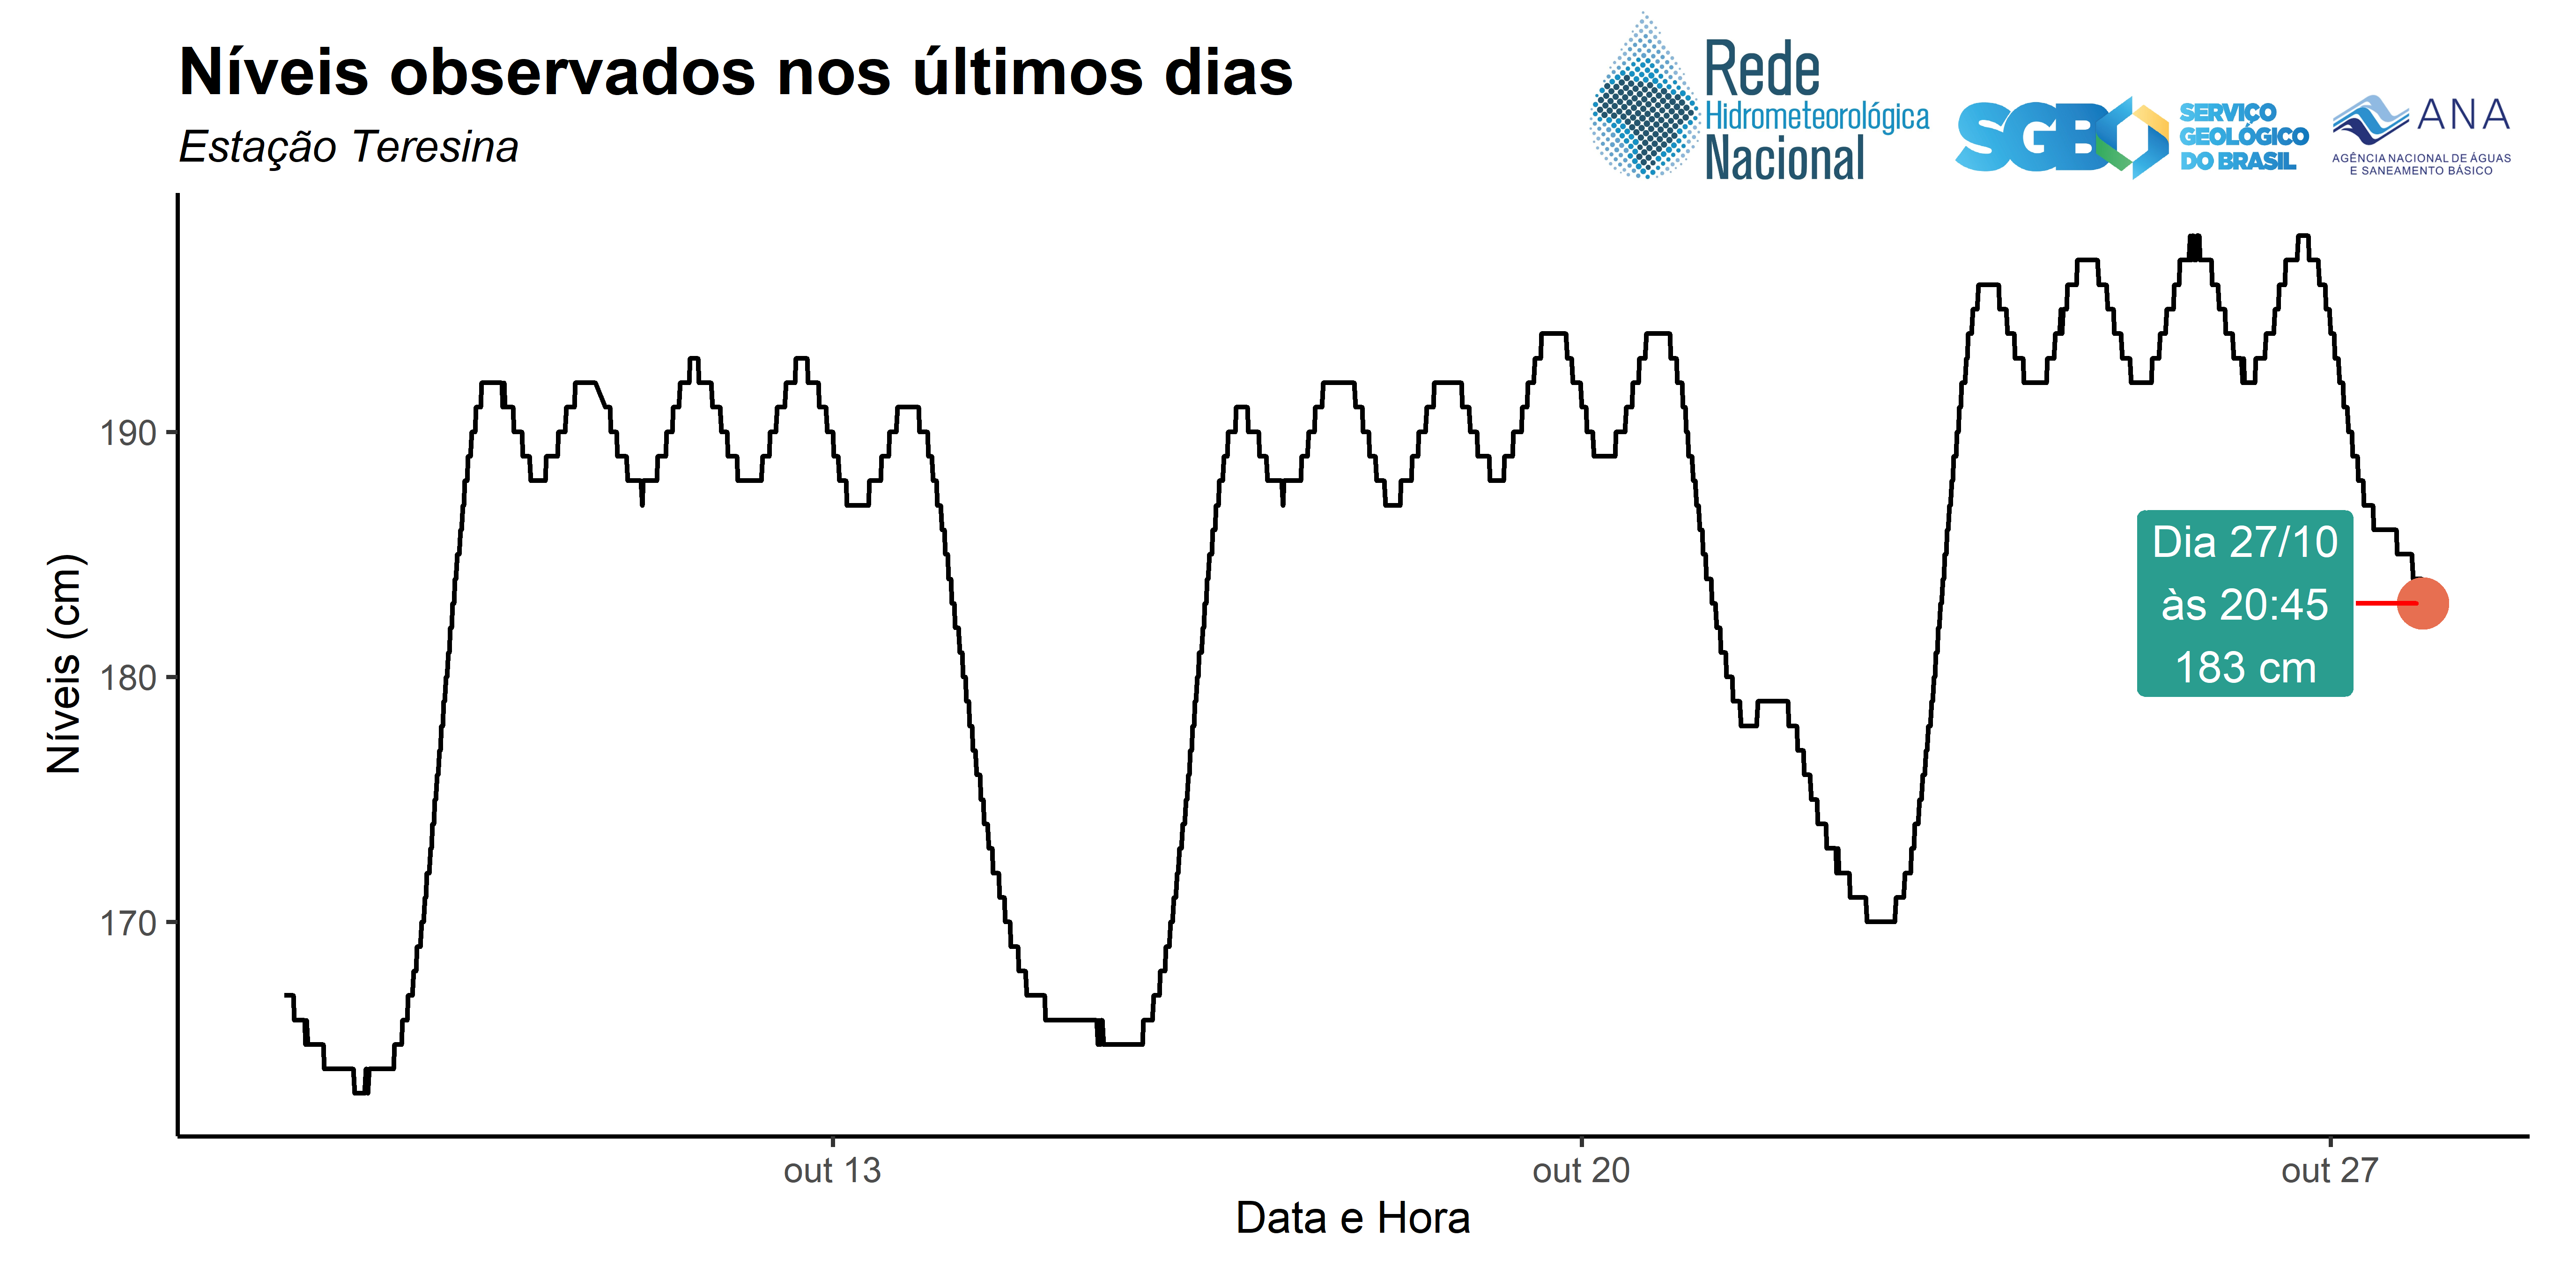 Níveis observados nos últimos dias
Estação Teresina
Rede
Hidrometeorológica
Nacional
SGB
SERVIÇO
GEOLÓGICO
DO BRASIL
ANA
AGÊNCIA NACIONAL DE ÁGUAS
E SANEAMENTO BÁSICO
Níveis (cm)
190
180
170
Dia 27/10
às 20:45
183 cm
out 13
out 20
out 27
Data e Hora